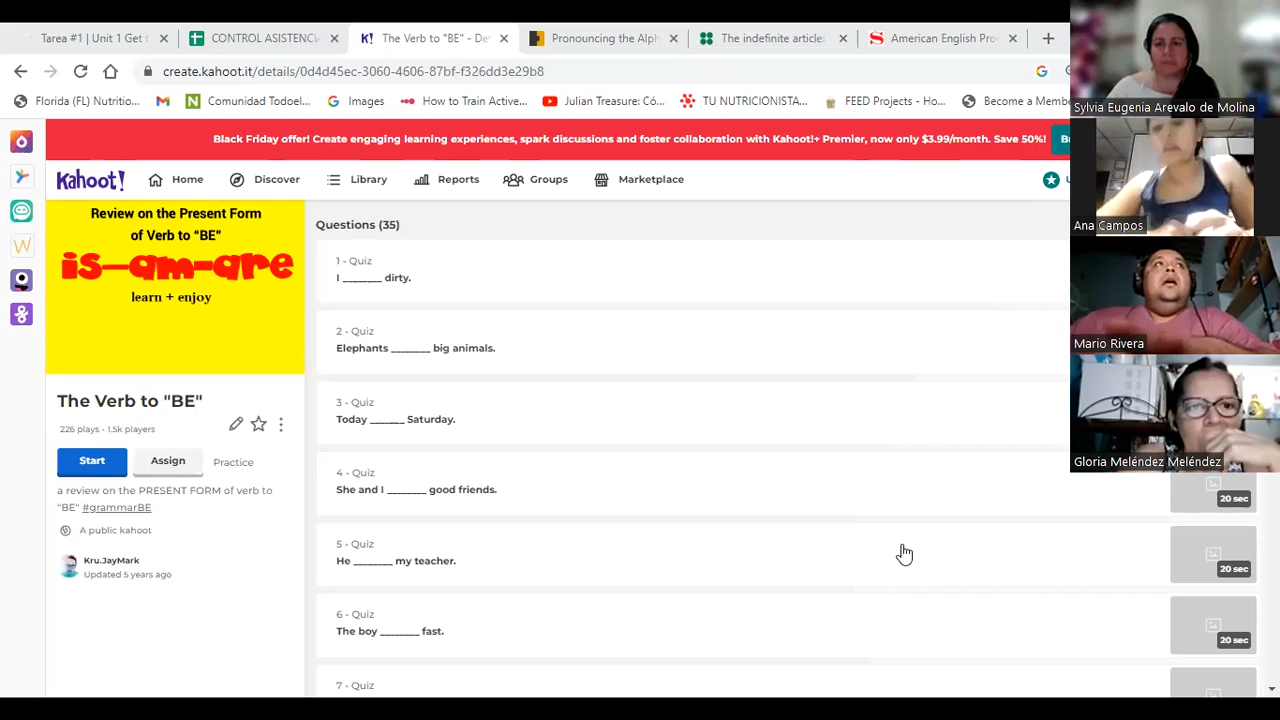 Tarea #1 | Unit 1 Get t
CONTROL ASISTENCIA
The Verb to "BE" - De
Pronouncing the Alph
The indefinite article:
American English Pro
create.kahoot.it/details/0d4d45ec-3060-4606-87bf-f326dd3e29b8
Florida (FL) Nutritio...
Comunidad Todoel...
Images
How to Train Active...
Julian Treasure: Có...
TU NUTRICIONISTA...
FEED Projects - Ho...
Become a Membe
Black Friday offer! Create engaging learning experiences, spark discussions and foster collaboration with Kahoot!+ Premier, now only $3.99/month. Save 50%!
Kahoot!
Home
Discover
Library
Reports
Groups
Marketplace
Review on the Present Form
of Verb to "BE"
is-am-are
learn + enjoy
The Verb to "BE"
226 plays · 1.5k players
Start
Assign
Practice
a review on the PRESENT FORM of verb to
"BE" #grammarBE
A public kahoot
Kru.JayMark
Updated 5 years ago
Questions (35)
1 - Quiz
I ________ dirty.
2 - Quiz
Elephants ________ big animals.
3 - Quiz
Today _______ Saturday.
4 - Quiz
She and I ________ good friends.
20 sec
5 - Quiz
He ________ my teacher.
20 sec
6 - Quiz
The boy ________ fast.
20 sec
7 - Quiz
Sylvia Eugenia Arevalo de Molina
Ana Campos
Mario Rivera
Gloria Meléndez Meléndez